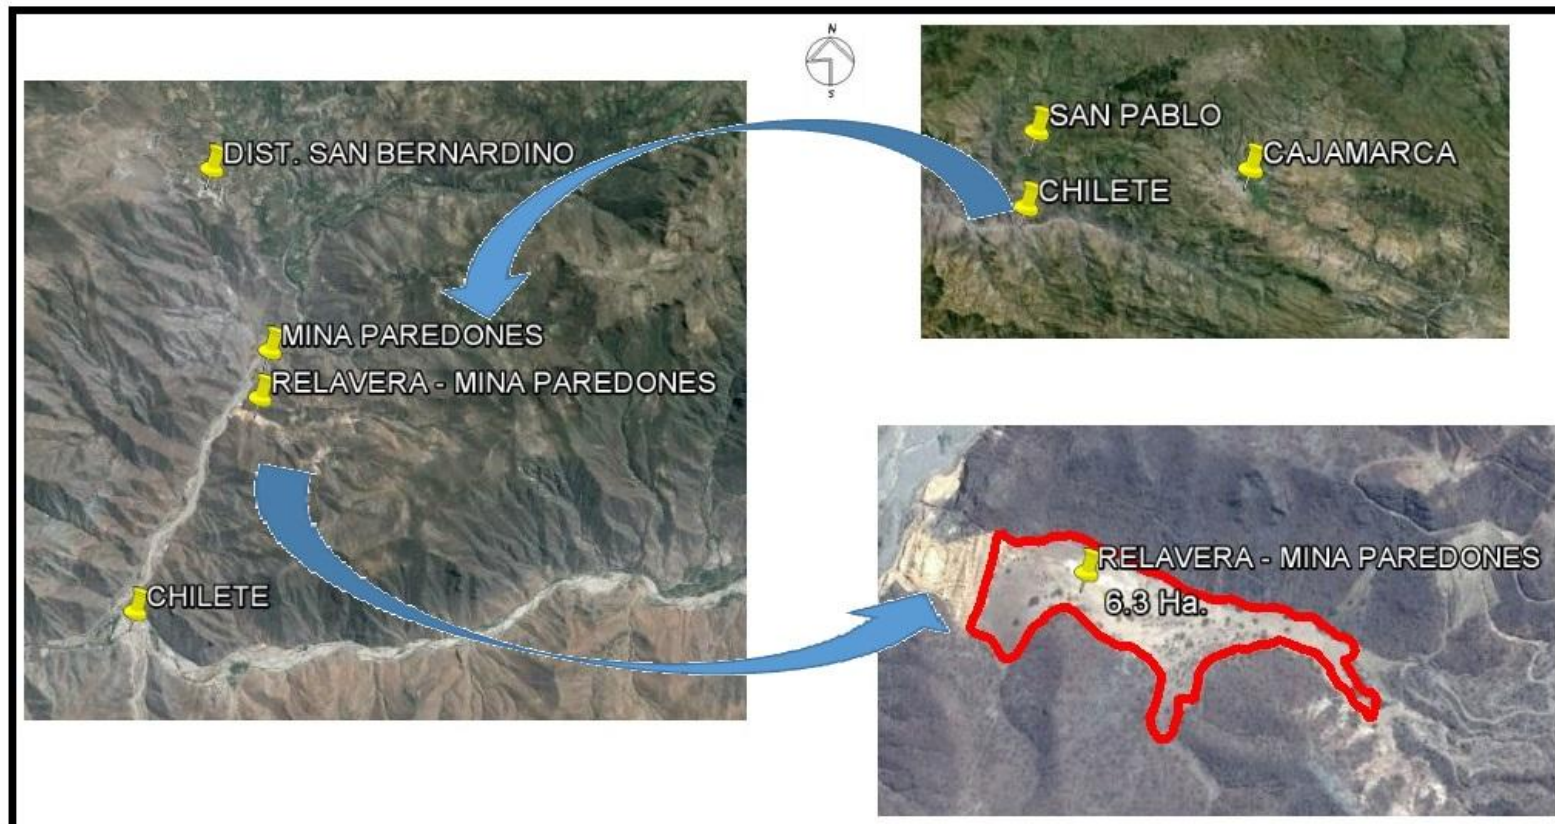 N
S
SAN PABLO
CAJAMARCA
CHILETE
DIST. SAN BERNARDINO
MINA PAREDONES
RELAVERA - MINA PAREDONES
CHILETE
RELAVERA - MINA PAREDONES
6.3 Ha.